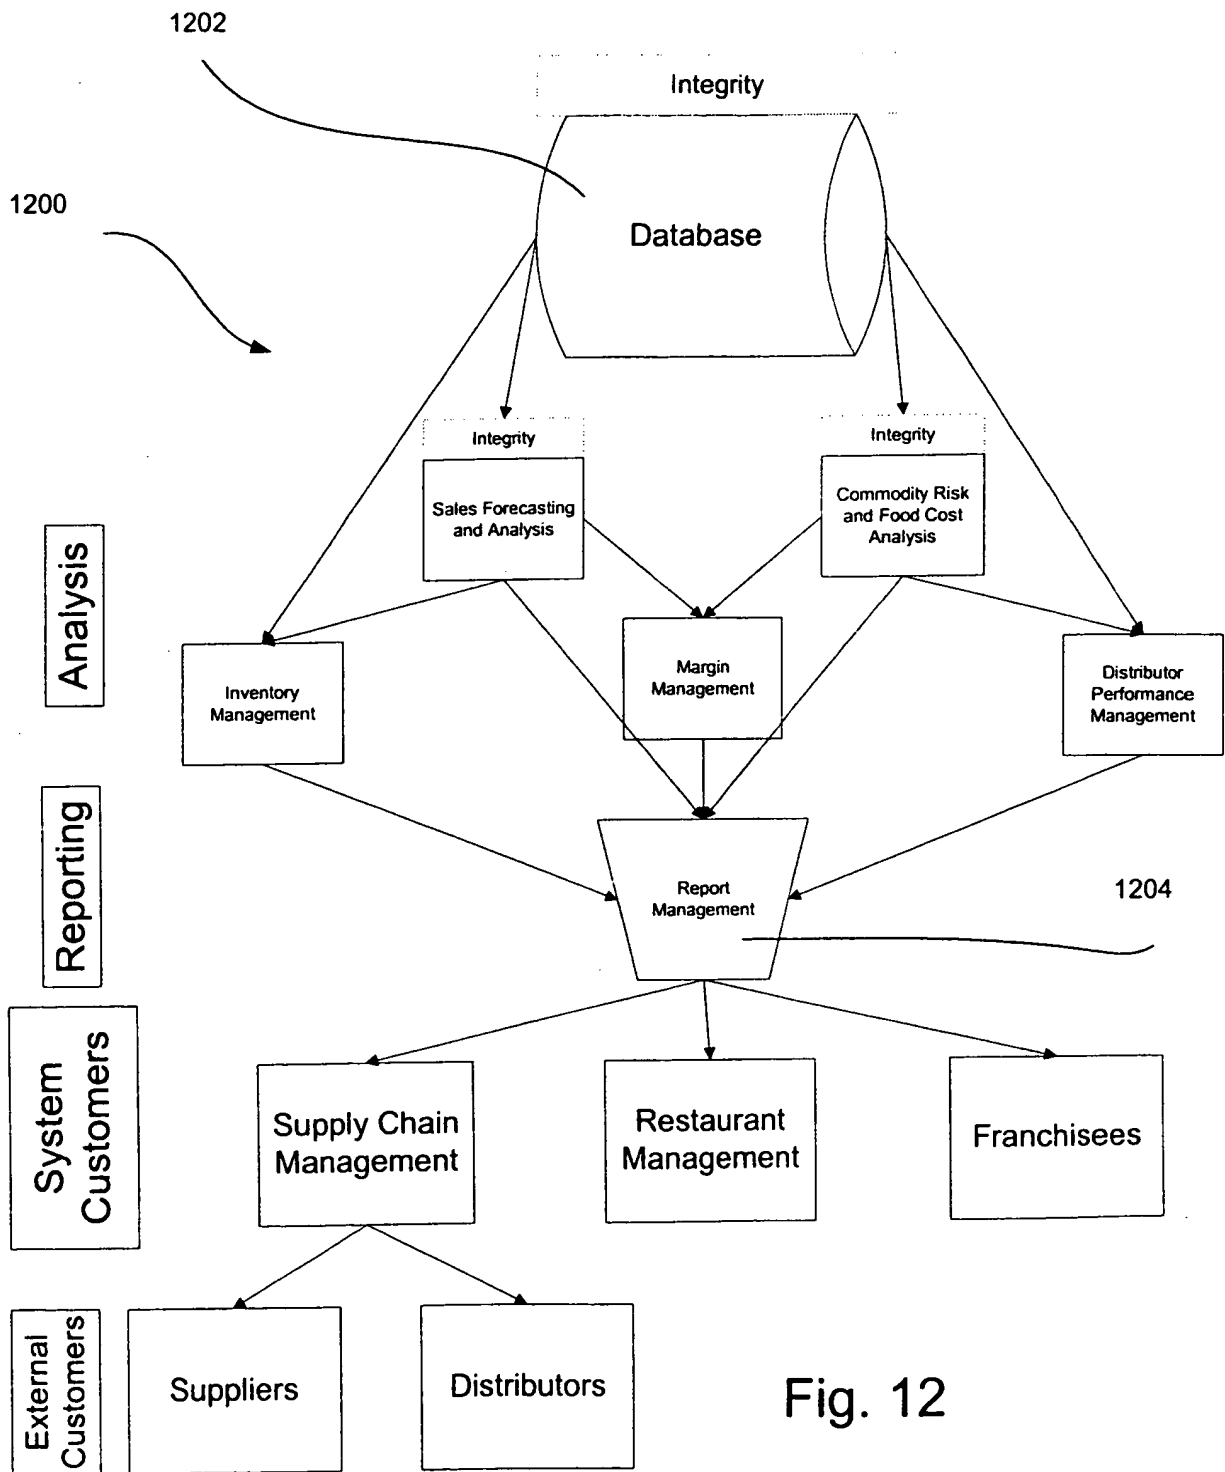 1202
Integrity
1200
Database
Integrity
Integrity
Sales Forecasting
and Analysis
Commodity Risk
and Food Cost
Analysis
Analysis
Inventory
Management
Margin
Management
Distributor
Performance
Management
Reporting
Report
Management
1204
System
Customers
Supply Chain
Management
Restaurant
Management
Franchisees
External
Customers
Suppliers
Distributors
Fig. 12